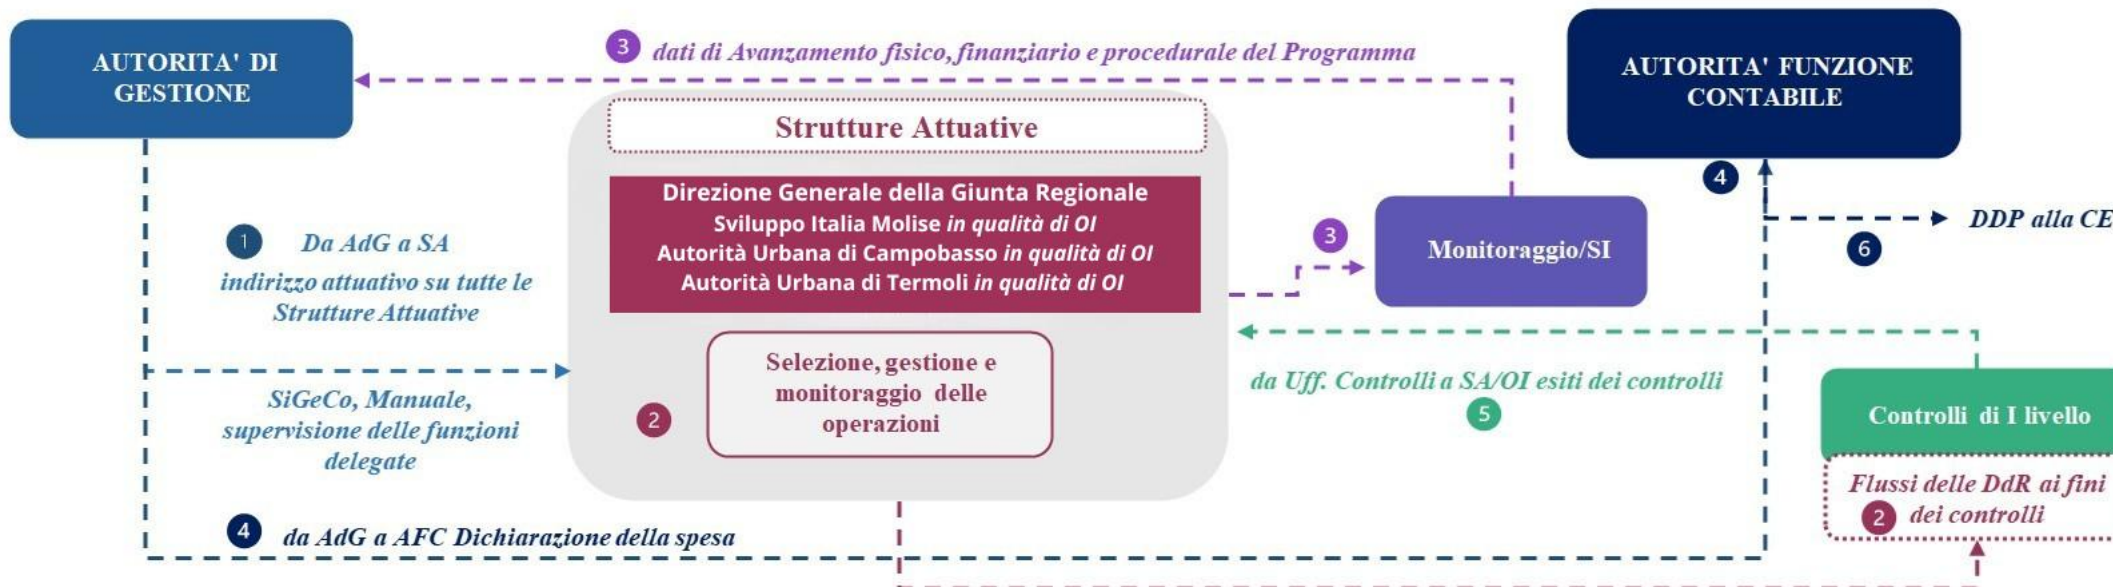 AUTORITA' DI
GESTIONE
3 dati di Avanzamento fisico, finanziario e procedurale del Programma
AUTORITA' FUNZIONE
CONTABILE
Strutture Attuative
Direzione Generale della Giunta Regionale
Sviluppo Italia Molise in qualità di OI
Autorità Urbana di Campobasso in qualità di OI
Autorità Urbana di Termoli in qualità di OI
Selezione, gestione e
monitoraggio delle
operazioni
2
1 Da AdG a SA
indirizzo attuativo su tutte le
Strutture Attuative
SiGeCo, Manuale,
supervisione delle funzioni
delegate
3
Monitoraggio/SI
4
DDP alla CE
6
da Uff. Controlli a SA/OI esiti dei controlli
5
Controlli di I livello
Flussi delle DdR ai fini
2 dei controlli
4 da AdG a AFC Dichiarazione della spesa